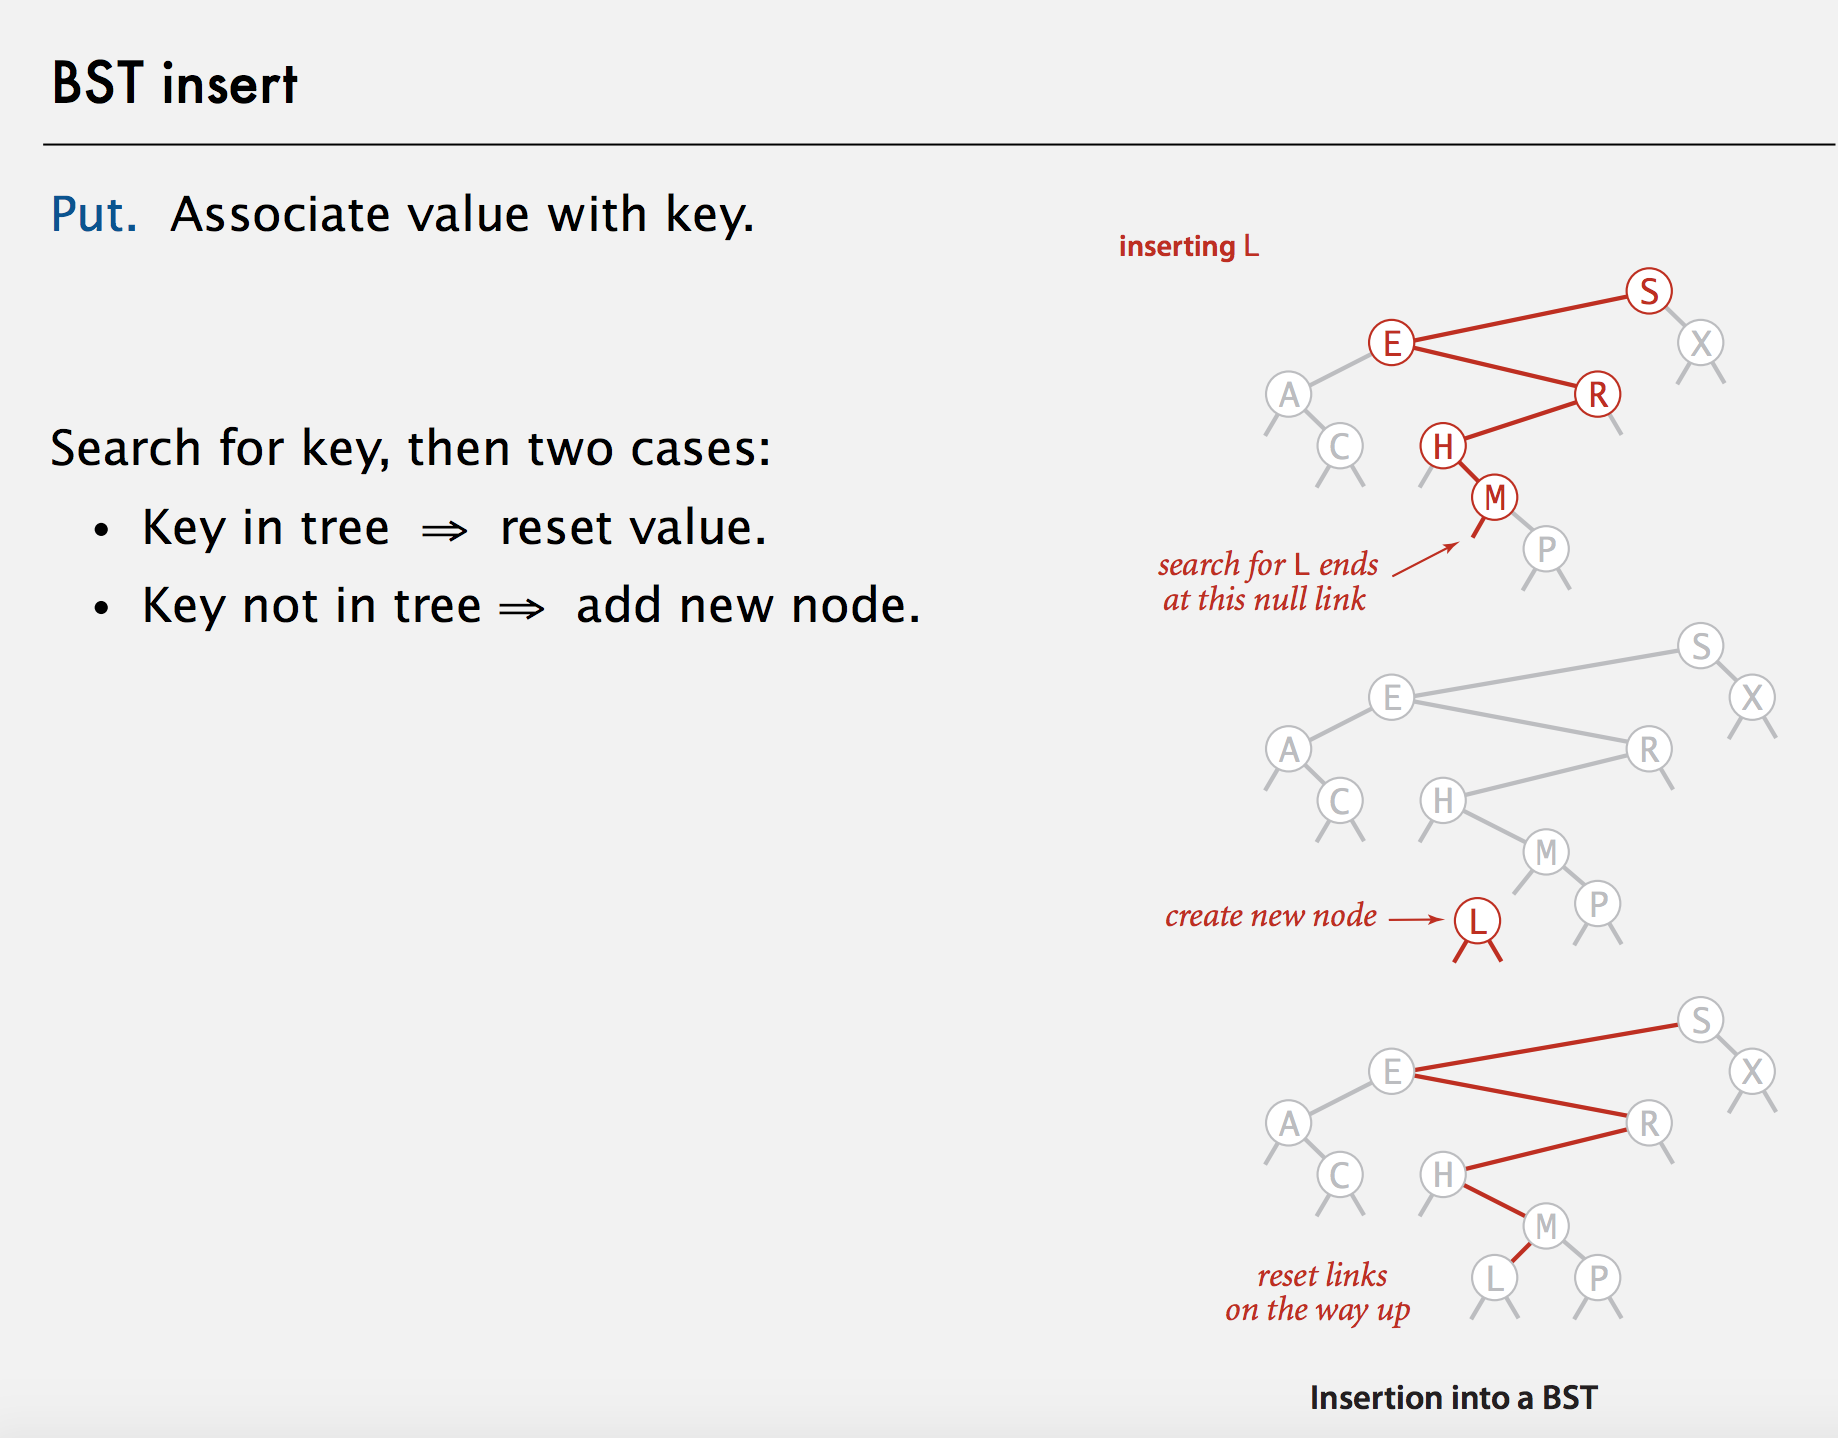 BST insert
Put. Associate value with key.
Search for key, then two cases:
• Key in tree ⇒ reset value.
• Key not in tree ⇒ add new node.
inserting L
S
E
X
A
R
C
H
M
P
search for L ends
at this null link
S
E
X
A
R
C
H
M
P
create new node
L
S
E
X
A
R
C
H
M
L
P
reset links
on the way up
Insertion into a BST